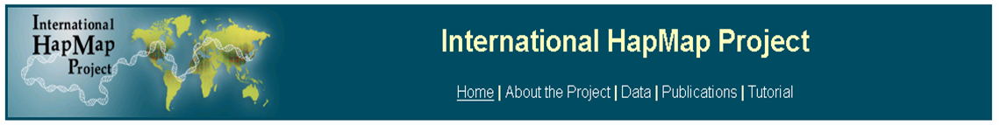 International
HapMap
Project
International HapMap Project
Home | About the Project | Data | Publications | Tutorial